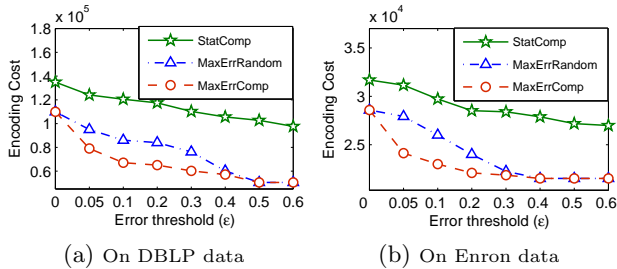 x 10^5
1 8
1 6
1 4
1 2
1
0 8
0 6
Encoding Cost
StatComp
MaxErrRandom
MaxErrComp
0 0.05 0.1 0.2 0.3 0.4 0.5 0.6
Error threshold (ε)
(a) On DBLP data
x 10^4
3 5
3
2 5
Encoding Cost
StatComp
MaxErrRandom
MaxErrComp
0 0.05 0.1 0.2 0.3 0.4 0.5 0.6
Error threshold (ε)
(b) On Enron data